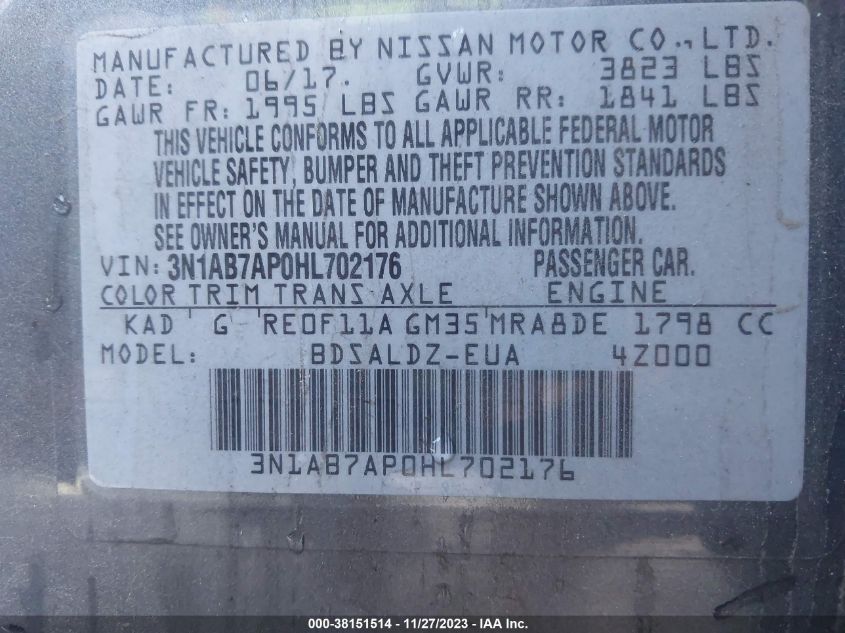 MANUFACTURED BY NISSAN MOTOR CO., LTD.
DATE: 06/17. GVWR: 3823 LBS
GAWR FR: 1995 LBS GAWR RR: 1841 LBS
THIS VEHICLE CONFORMS TO ALL APPLICABLE FEDERAL MOTOR
VEHICLE SAFETY, BUMPER AND THEFT PREVENTION STANDARDS
IN EFFECT ON THE DATE OF MANUFACTURE SHOWN ABOVE.
SEE OWNER'S MANUAL FOR ADDITIONAL INFORMATION.
VIN: 3N1AB7AP0HL702176 PASSENGER CAR.
COLOR TRIM TRANS AXLE ENGINE
KAD G RE0F11A GM35 MRA8DE 1798 CC
MODEL: BDSALDZ-EUA 4Z000
3N1AB7AP0HL702176
000-38151514 - 11/27/2023 - IAA Inc.